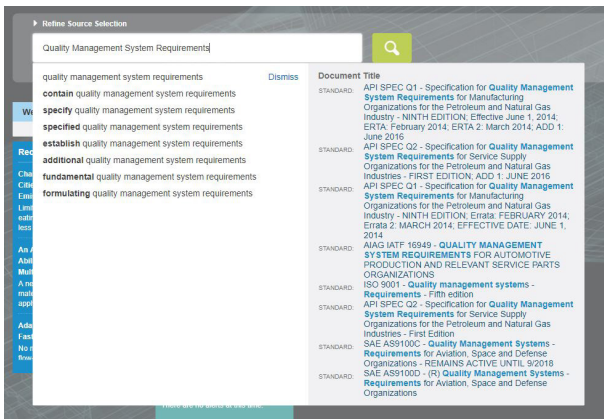 Refine Source Selection
Quality Management System Requirements
quality management system requirements
Dismiss
contain quality management system requirements
specify quality management system requirements
specified quality management system requirements
establish quality management system requirements
additional quality management system requirements
fundamental quality management system requirements
formulating quality management system requirements
Document Title
STANDARD: API SPEC Q1 - Specification for Quality Management
System Requirements for Manufacturing
Organizations for the Petroleum and Natural Gas
Industry - NINTH EDITION; Effective June 1, 2014;
ERTA: February 2014; ERTA 2: March 2014; ADD 1:
June 2016
STANDARD: API SPEC Q2 - Specification for Quality Management
System Requirements for Service Supply
Organizations for the Petroleum and Natural Gas
Industries - FIRST EDITION; ADD 1: JUNE 2016
STANDARD: API SPEC Q1 - Specification for Quality Management
System Requirements for Manufacturing
Organizations for the Petroleum and Natural Gas
Industry - NINTH EDITION; Errata: FEBRUARY 2014;
Errata 2: MARCH 2014; EFFECTIVE DATE: JUNE 1,
2014
STANDARD: AIAG IATF 16949 - QUALITY MANAGEMENT
SYSTEM REQUIREMENTS FOR AUTOMOTIVE
PRODUCTION AND RELEVANT SERVICE PARTS
ORGANIZATIONS
STANDARD: ISO 9001 - Quality management systems -
Requirements - Fifth edition
STANDARD: API SPEC Q2 - Specification for Quality Management
System Requirements for Service Supply
Organizations for the Petroleum and Natural Gas
Industries - First Edition
STANDARD: SAE AS9100C - Quality Management Systems -
Requirements for Aviation, Space and Defense
Organizations - REMAINS ACTIVE UNTIL 9/2018
STANDARD: SAE AS9100D - (R) Quality Management Systems -
Requirements for Aviation, Space and Defense
Organizations
There are no alerts at this time.